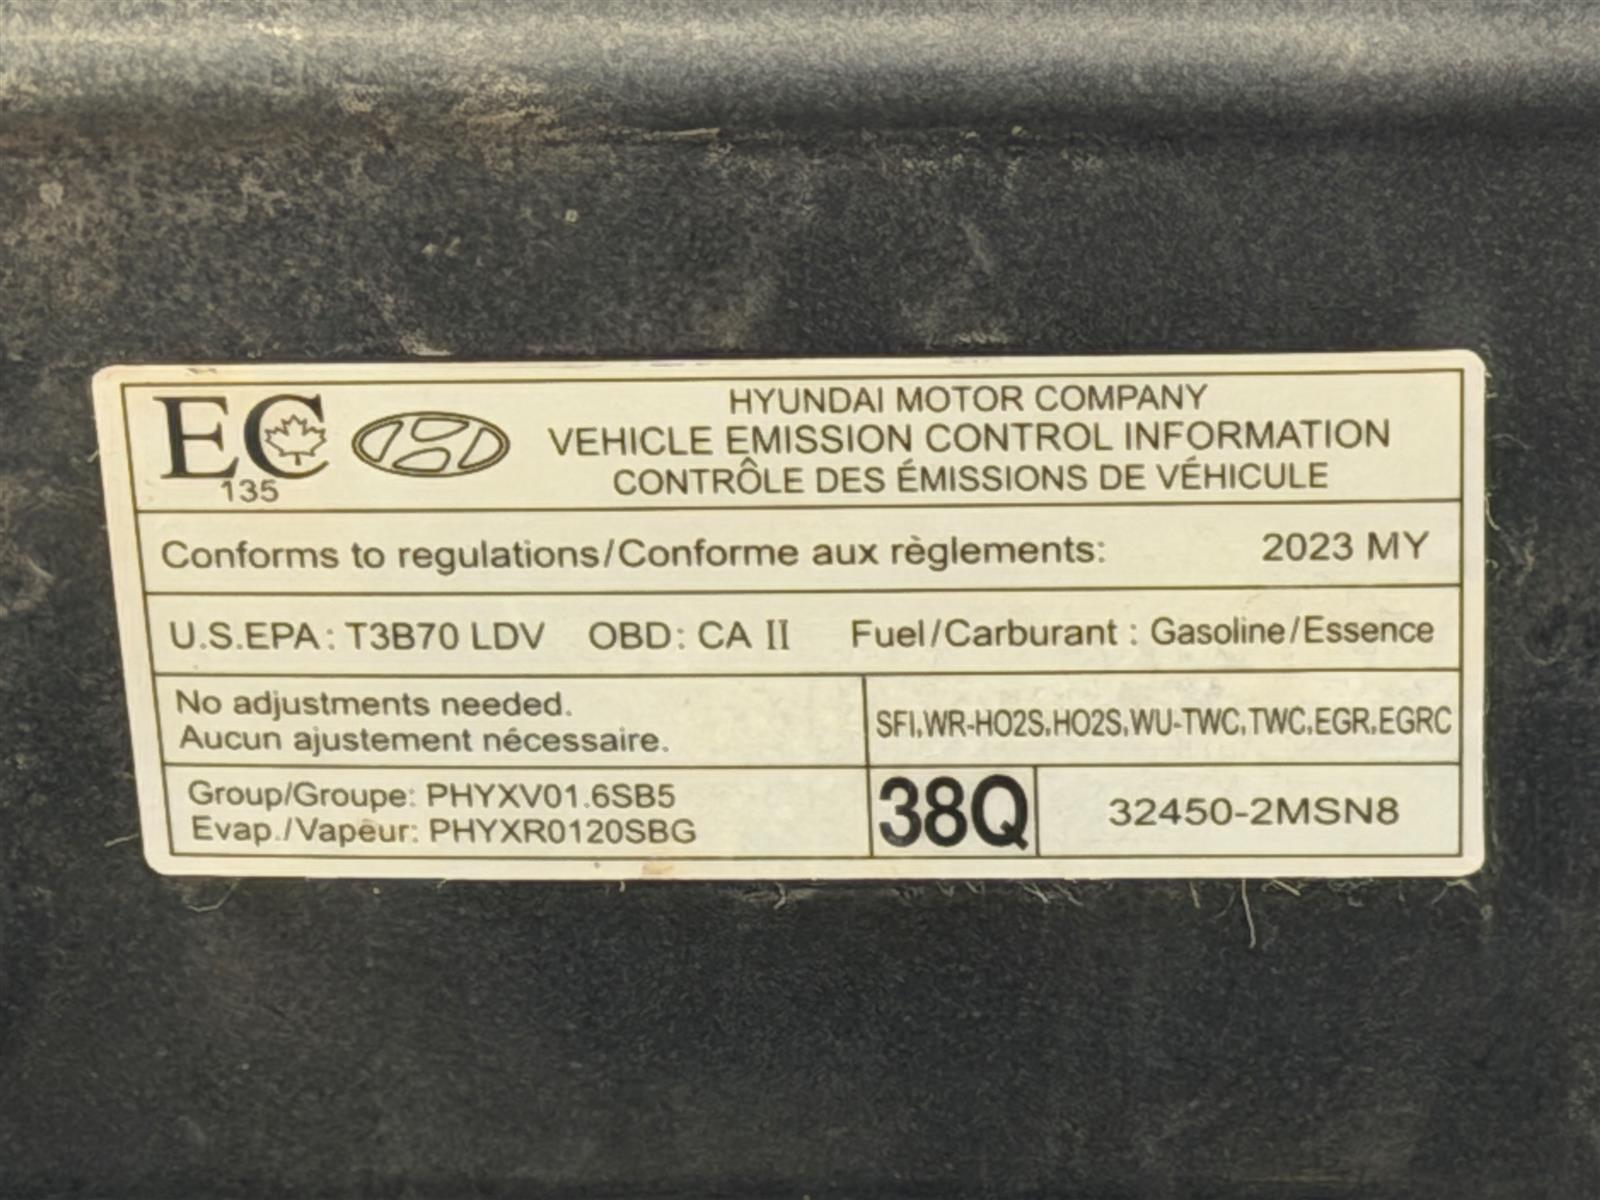 EC
135
HYUNDAI MOTOR COMPANY
VEHICLE EMISSION CONTROL INFORMATION
CONTRÔLE DES ÉMISSIONS DE VÉHICULE
Conforms to regulations/Conforme aux règlements: 2023 MY
U.S.EPA: T3B70 LDV OBD: CA II Fuel/Carburant : Gasoline/Essence
No adjustments needed.
Aucun ajustement nécessaire.
SFI,WR-HO2S,HO2S,WU-TWC,TWC,EGR,EGRC
Group/Groupe: PHYXV01.6SB5
Evap./Vapeur: PHYXR0120SBG
38Q
32450-2MSN8